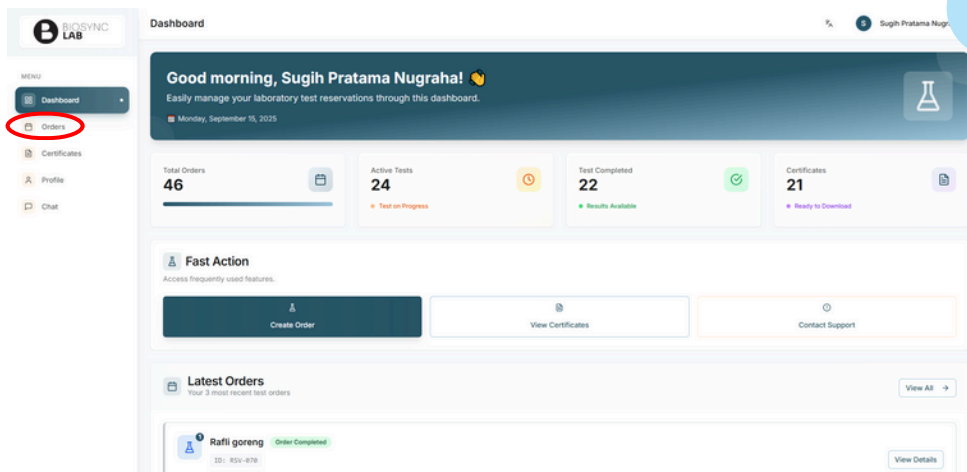 BIOSYNC
LAB
Dashboard
S
MENU
Dashboard
Orders
Certificates
Profile
Chat
Good morning, Sugih Pratama Nugraha! 👋
Easily manage your laboratory test reservations through this dashboard.
Monday, September 15, 2025
Total Orders
46
Active Tests
24
Test on Progress
Test Completed
22
Results Available
Certificates
21
Ready to Download
Fast Action
Access frequently used features.
Create Order
View Certificates
Contact Support
Latest Orders
Your 3 most recent test orders
View All →
1
Rafli goreng
Order Completed
ID: RSV-070
View Details
Sugih Pratama